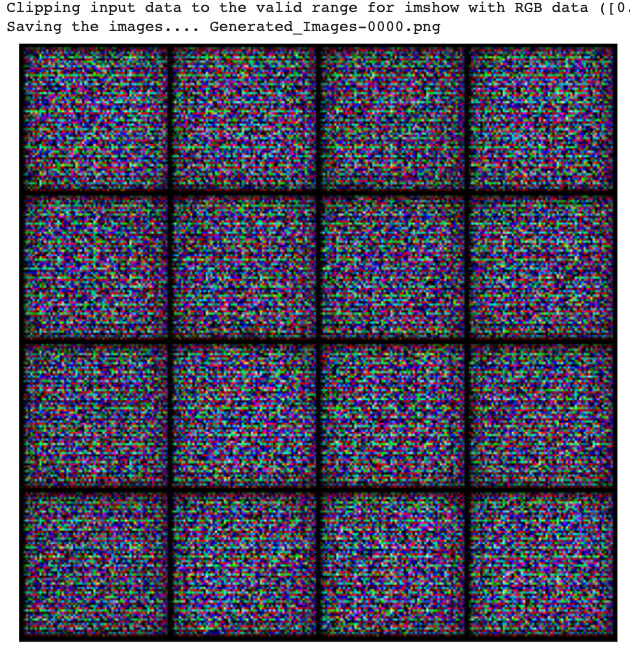 Clipping input data to the valid range for imshow with RGB data ([0.
Saving the images.... Generated_Images-0000.png